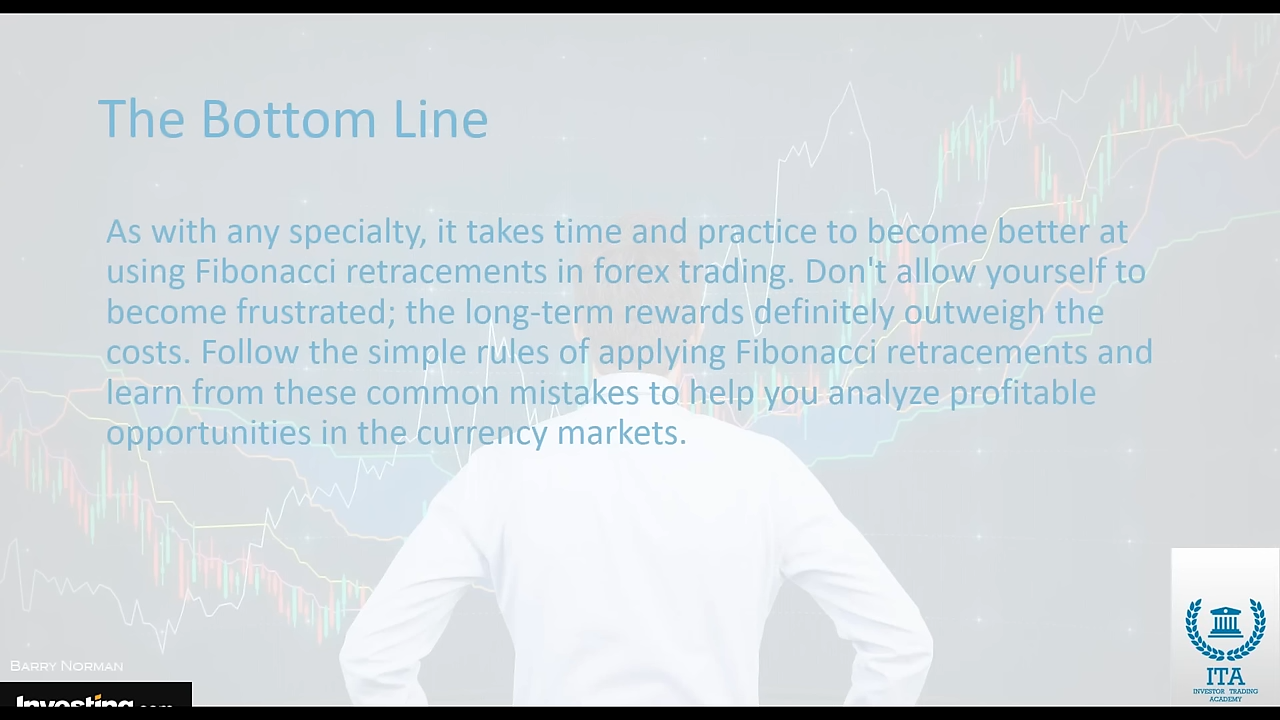 The Bottom Line
As with any specialty, it takes time and practice to become better at
using Fibonacci retracements in forex trading. Don't allow yourself to
become frustrated; the long-term rewards definitely outweigh the
costs. Follow the simple rules of applying Fibonacci retracements and
learn from these common mistakes to help you analyze profitable
opportunities in the currency markets.
Barry Norman
Investing.com
ITA
INVESTOR TRADING
ACADEMY